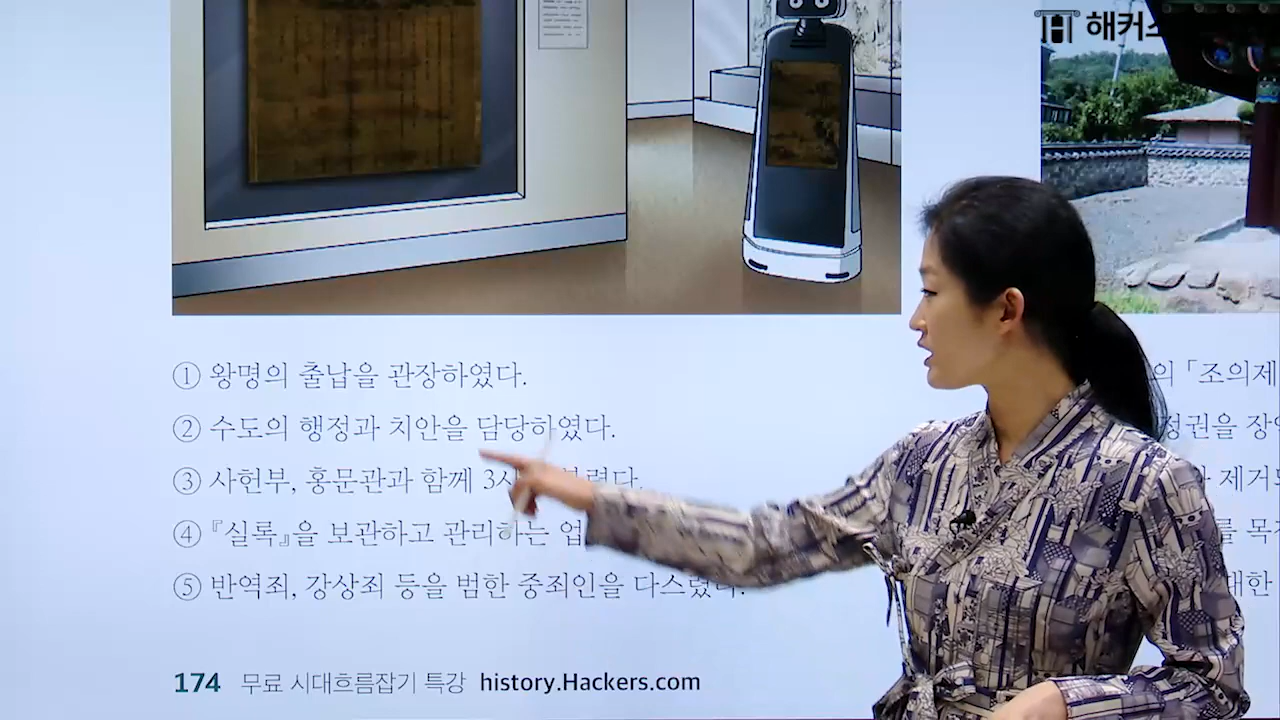 해커스
① 왕명의 출납을 관장하였다.
② 수도의 행정과 치안을 담당하였다.
③ 사헌부, 홍문관과 함께 3사
④ 『실록』을 보관하고 관리하는
⑤ 반역죄, 강상죄 등을 범한 중죄인을 다스렸다.
의 「조의제
정권을 장
제거
를 목
대한
174 무료 시대흐름잡기 특강 history.Hackers.com